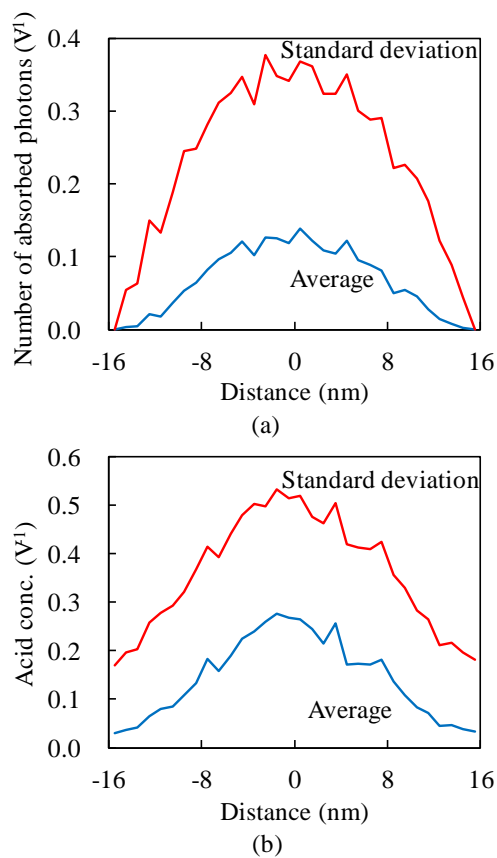 (a)
Number of absorbed photons (V¹)
0.4
0.3
0.2
0.1
0.0
Standard deviation
Average
-16 -8 0 8 16
Distance (nm)
(a)
Acid conc. (V⁻¹)
0.6
0.5
0.4
0.3
0.2
0.1
0.0
Standard deviation
Average
-16 -8 0 8 16
Distance (nm)
(b)